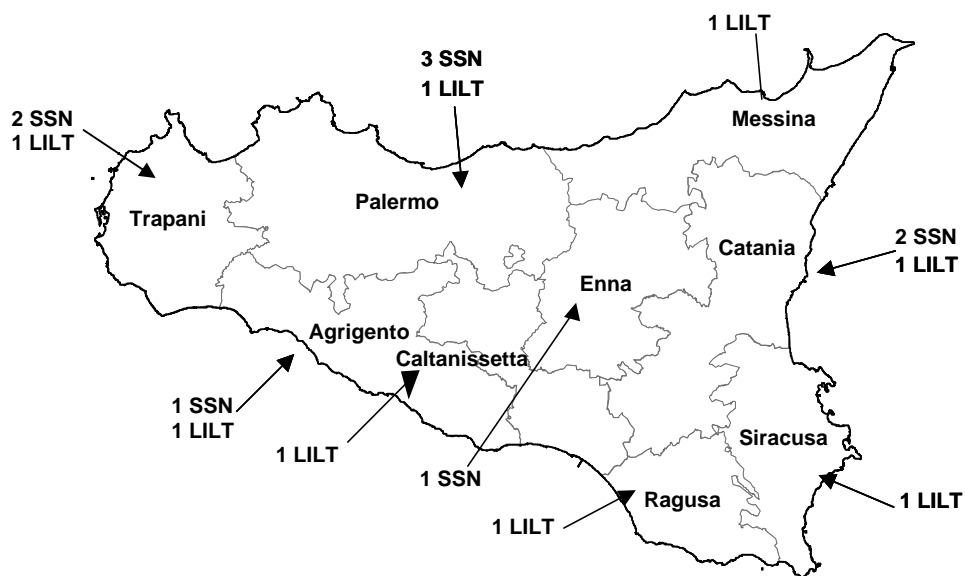 1 LILT
3 SSN
1 LILT
Messina
2 SSN
1 LILT
Palermo
Trapani
Catania
2 SSN
1 LILT
Enna
Agrigento
Caltanissetta
1 SSN
1 LILT
Siracusa
1 LILT
1 SSN
Ragusa
1 LILT
1 LILT